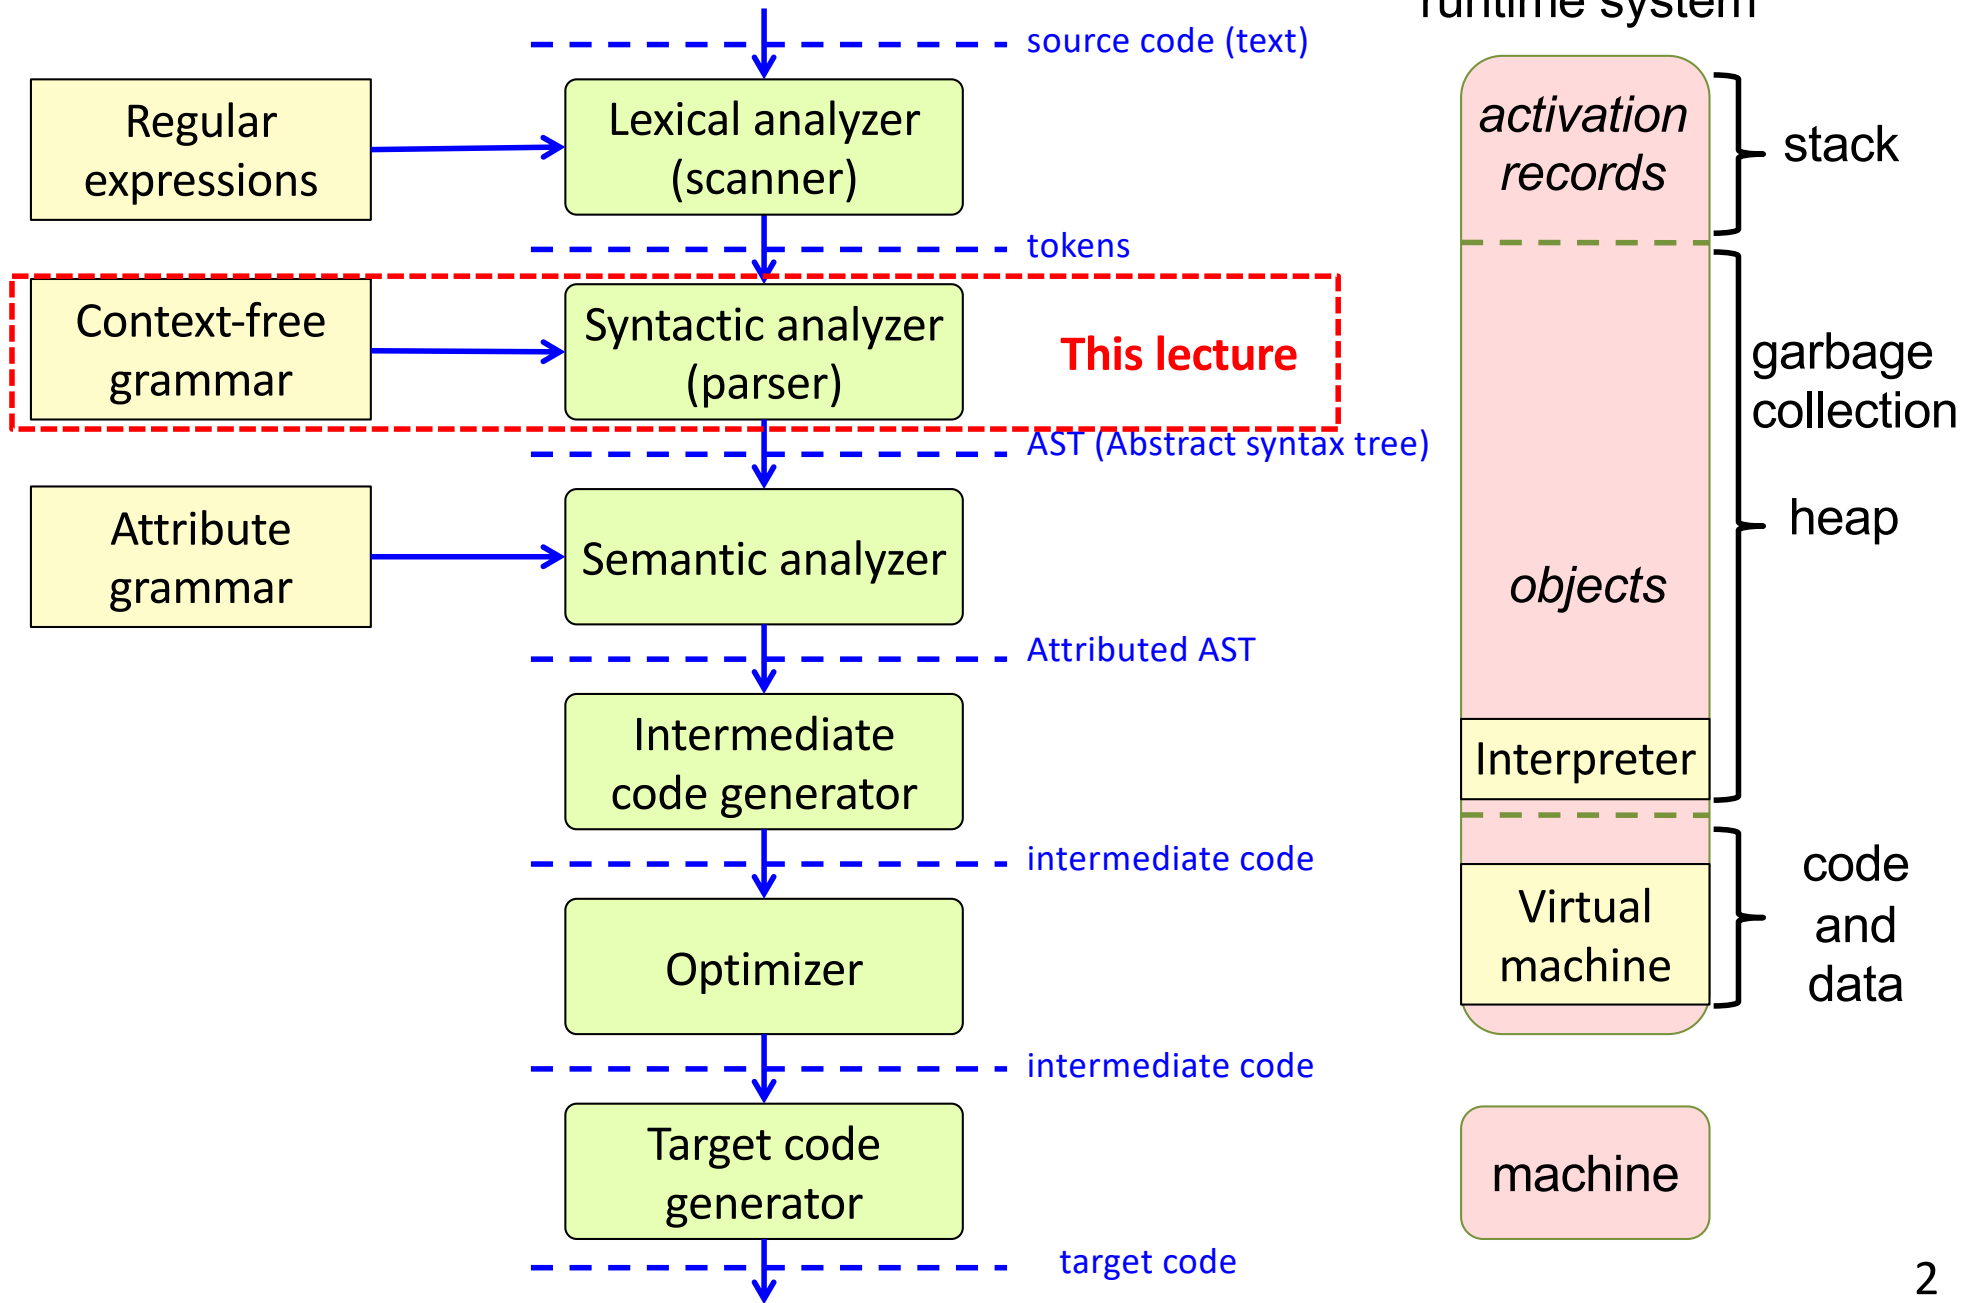 runtime system
source code (text)
Regular
expressions
Lexical analyzer
(scanner)
tokens
Context-free
grammar
Syntactic analyzer
(parser)
This lecture
AST (Abstract syntax tree)
Attribute
grammar
Semantic analyzer
Attributed AST
Intermediate
code generator
intermediate code
Optimizer
intermediate code
Target code
generator
target code
activation
records
stack
garbage
collection
heap
objects
Interpreter
Virtual
machine
code
and
data
machine
2